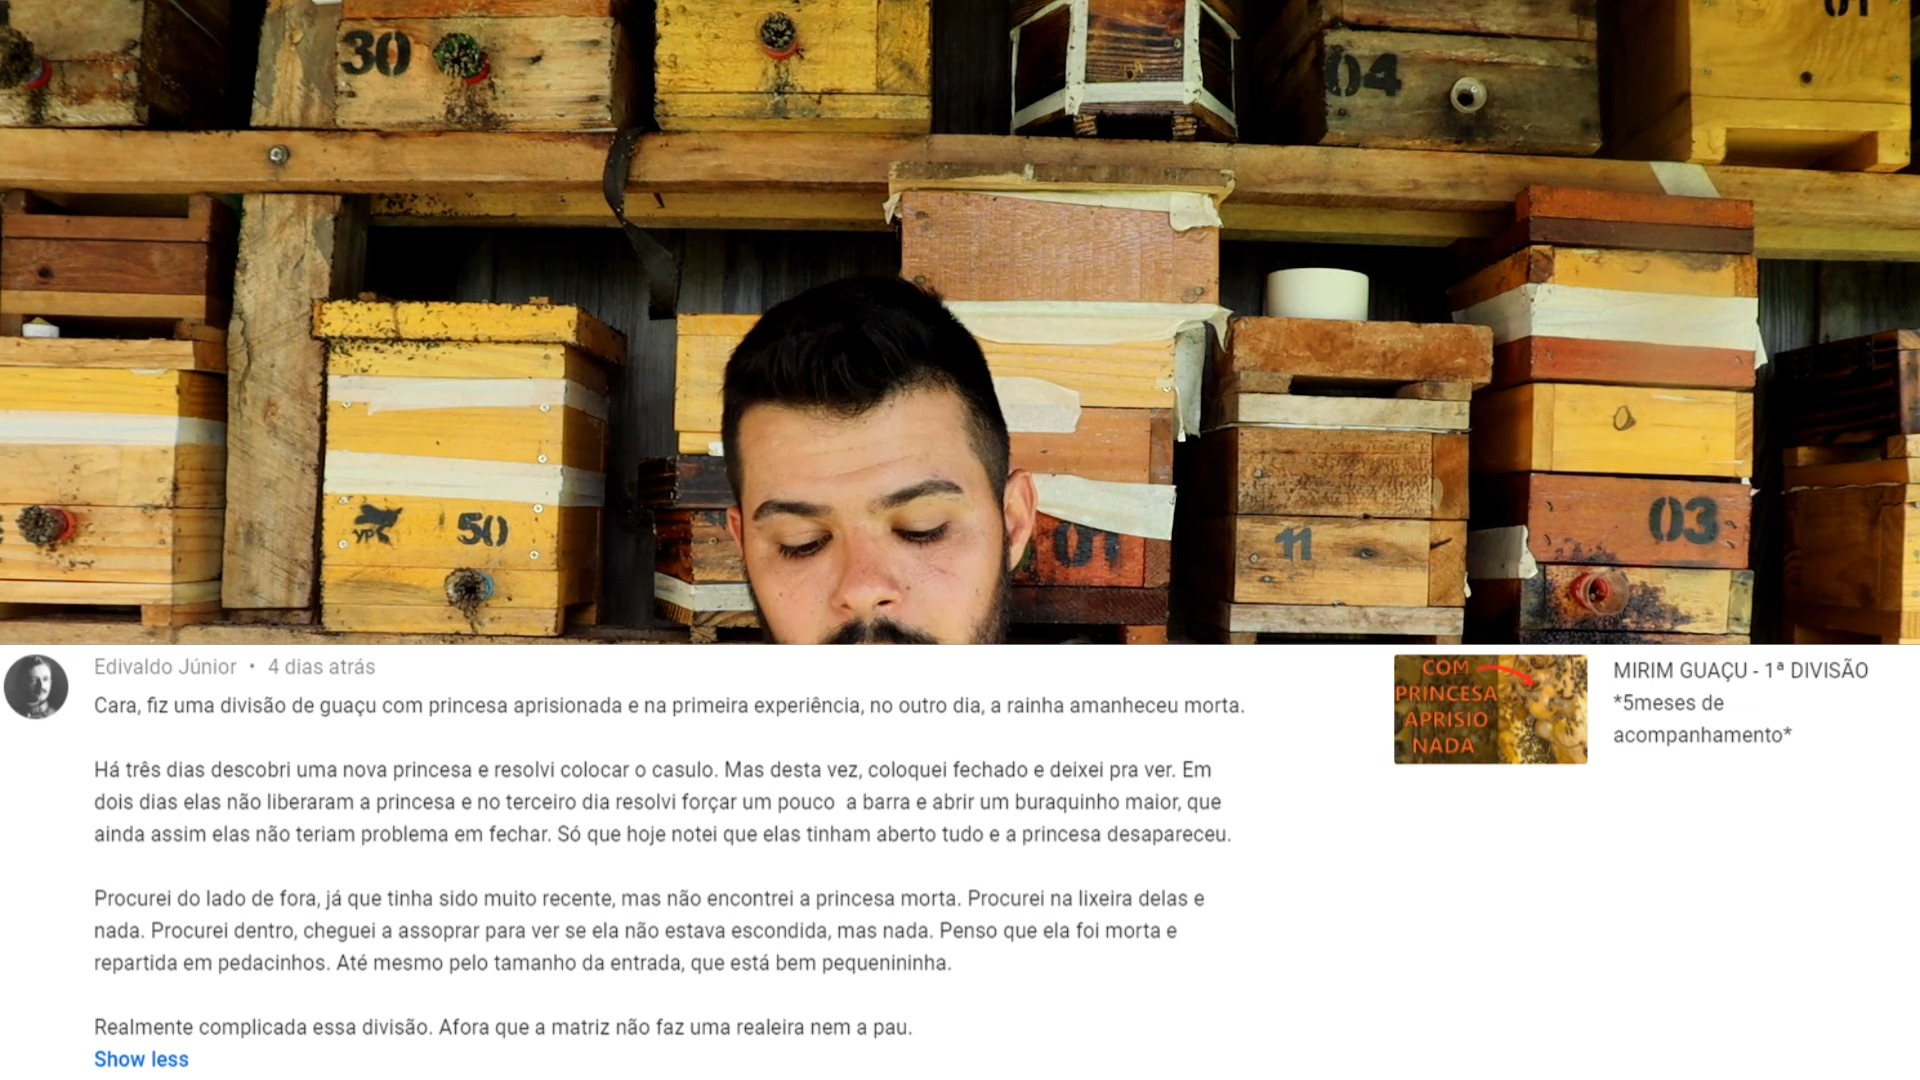 30
04
01
50
01
11
03
Edivaldo Júnior • 4 dias atrás
Cara, fiz uma divisão de guaçu com princesa aprisionada e na primeira experiência, no outro dia, a rainha amanheceu morta.
Há três dias descobri uma nova princesa e resolvi colocar o casulo. Mas desta vez, coloquei fechado e deixei pra ver. Em
dois dias elas não liberaram a princesa e no terceiro dia resolvi forçar um pouco  a barra e abrir um buraquinho maior, que
ainda assim elas não teriam problema em fechar. Só que hoje notei que elas tinham aberto tudo e a princesa desapareceu.
Procurei do lado de fora, já que tinha sido muito recente, mas não encontrei a princesa morta. Procurei na lixeira delas e
nada. Procurei dentro, cheguei a assoprar para ver se ela não estava escondida, mas nada. Penso que ela foi morta e
repartida em pedacinhos. Até mesmo pelo tamanho da entrada, que está bem pequenininha.
Realmente complicada essa divisão. Afora que a matriz não faz uma realeira nem a pau.
Show less
COM
PRINCESA
APRISIO
NADA
MIRIM GUAÇU - 1ª DIVISÃO
*5meses de
acompanhamento*